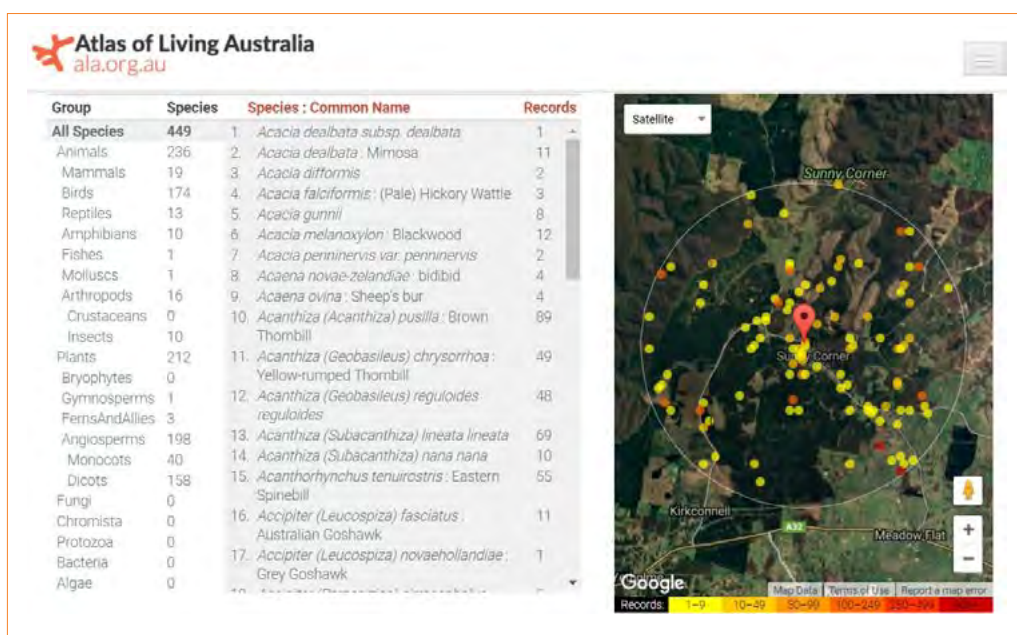 Atlas of Living Australia
ala.org.au
Group Species
All Species 449
Animals 236
Mammals 19
Birds 174
Reptiles 13
Amphibians 10
Fishes 1
Molluscs 1
Arthropods 16
Crustaceans 0
Insects 10
Plants 212
Bryophytes 0
Gymnosperms 1
FernsAndAllies 3
Angiosperms 198
Monocots 40
Dicots 158
Fungi 0
Chromista 0
Protozoa 0
Bacteria 0
Algae 0
Species : Common Name Records
1. Acacia dealbata subsp. dealbata 1
2. Acacia dealbata : Mimosa 11
3. Acacia difformis 2
4. Acacia falciformis : (Pale) Hickory Wattle 3
5. Acacia gunnii 8
6. Acacia melanoxylon : Blackwood 12
7. Acacia penninervis var. penninervis 2
8. Acaena novae-zelandiae : bidibid 4
9. Acaena ovina : Sheep's bur 4
10. Acanthiza (Acanthiza) pusilla : Brown 89
Thornbill
11. Acanthiza (Geobasileus) chrysorrhoa : 49
Yellow-rumped Thornbill
12. Acanthiza (Geobasileus) reguloides 48
reguloides
13. Acanthiza (Subacanthiza) lineata lineata 69
14. Acanthiza (Subacanthiza) nana nana 10
15. Acanthorhynchus tenuirostris : Eastern 55
Spinebill
16. Accipiter (Leucospiza) fasciatus : 11
Australian Goshawk
17. Accipiter (Leucospiza) novaehollandiae : 1
Grey Goshawk
Satellite
Sunny Corner
Sunny Corner
Kirkconnell
A32
Meadow Flat
+
−
Google
Map Data Terms of Use Report a map error
Records: 1–9 10–49 50–99 100–249 250–499